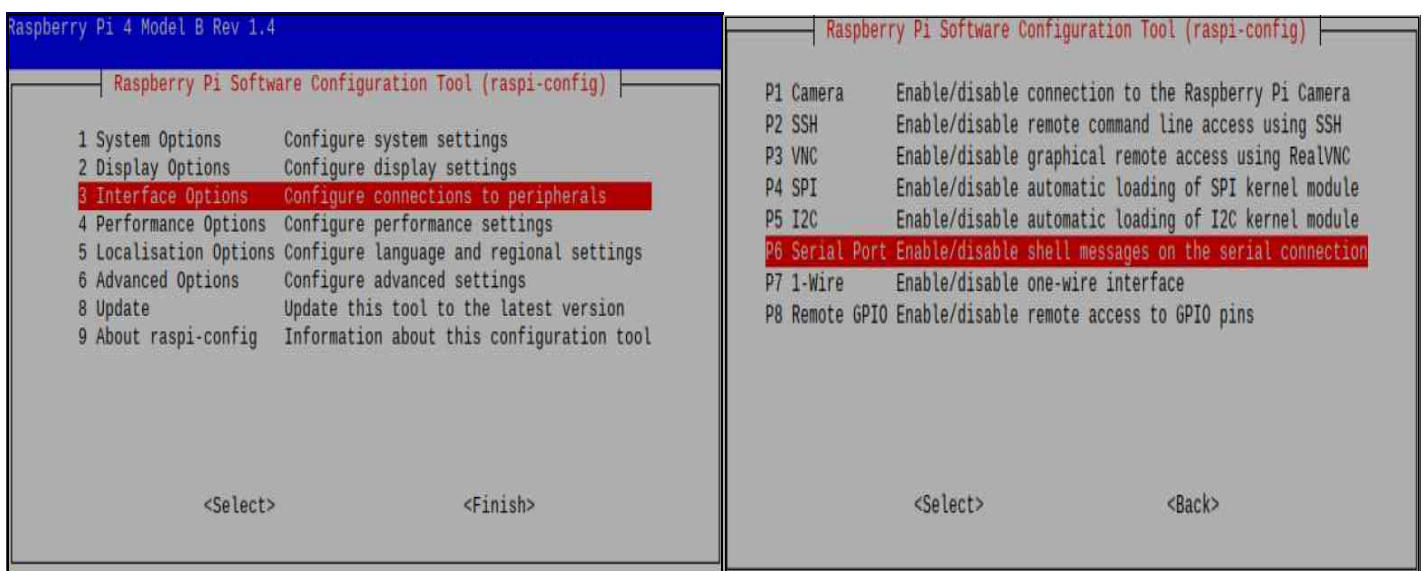 Raspberry Pi 4 Model B Rev 1.4
Raspberry Pi Software Configuration Tool (raspi-config)
1 System Options Configure system settings
2 Display Options Configure display settings
3 Interface Options Configure connections to peripherals
4 Performance Options Configure performance settings
5 Localisation Options Configure language and regional settings
6 Advanced Options Configure advanced settings
8 Update Update this tool to the latest version
9 About raspi-config Information about this configuration tool
<Select> <Finish>
Raspberry Pi Software Configuration Tool (raspi-config)
P1 Camera Enable/disable connection to the Raspberry Pi Camera
P2 SSH Enable/disable remote command line access using SSH
P3 VNC Enable/disable graphical remote access using RealVNC
P4 SPI Enable/disable automatic loading of SPI kernel module
P5 I2C Enable/disable automatic loading of I2C kernel module
P6 Serial Port Enable/disable shell messages on the serial connection
P7 1-Wire Enable/disable one-wire interface
P8 Remote GPIO Enable/disable remote access to GPIO pins
<Select> <Back>